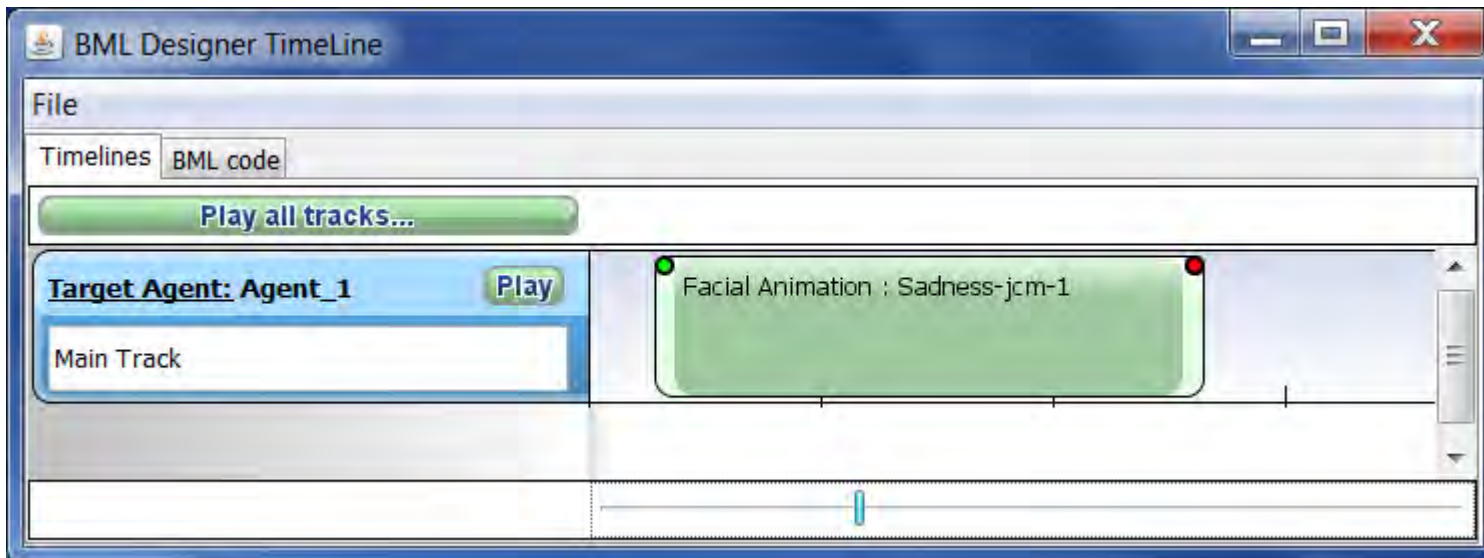 BML Designer TimeLine
File
Timelines BML code
Play all tracks...
Target Agent: Agent_1 Play
Facial Animation : Sadness-jcm-1
Main Track